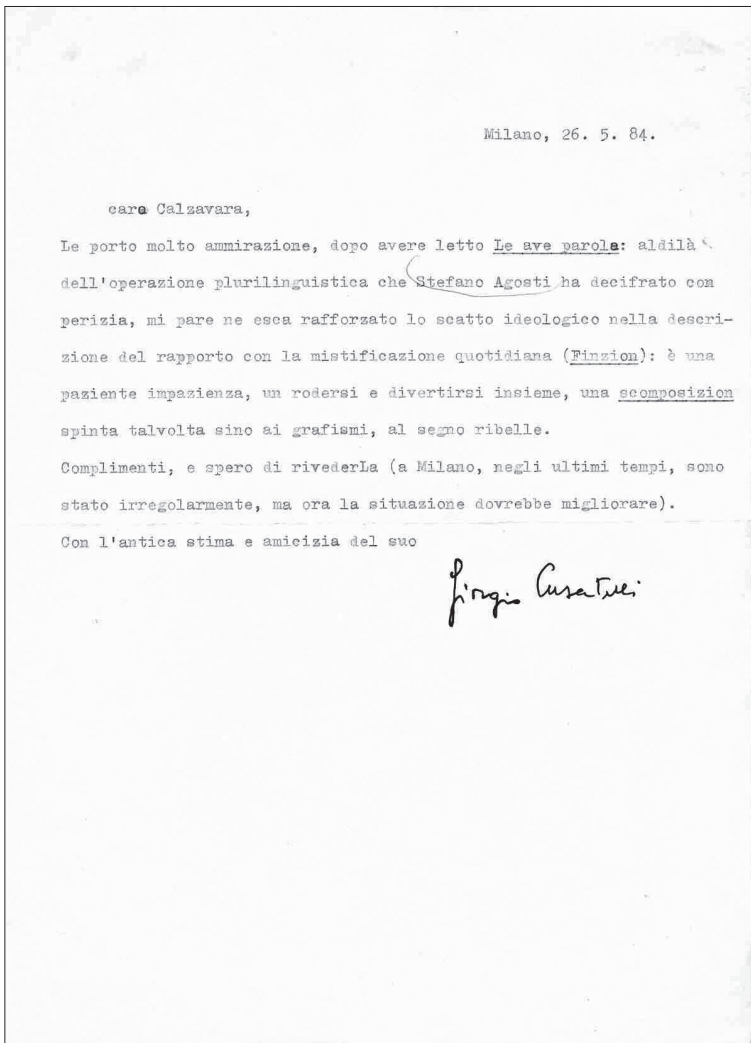 Milano, 26. 5. 84.
caro Calzavara,
Le porto molto ammirazione, dopo avere letto Le ave parole: aldilà
dell'operazione plurilinguistica che Stefano Agosti ha decifrato con
perizia, mi pare ne esca rafforzato lo scatto ideologico nella descri-
zione del rapporto con la mistificazione quotidiana (Finzion): è una
paziente impazienza, un rodersi e divertirsi insieme, una scomposizion
spinta talvolta sino ai grafismi, al segno ribelle.
Complimenti, e spero di rivederLa (a Milano, negli ultimi tempi, sono
stato irregolarmente, ma ora la situazione dovrebbe migliorare).
Con l'antica stima e amicizia del suo
Giorgio Cusatelli